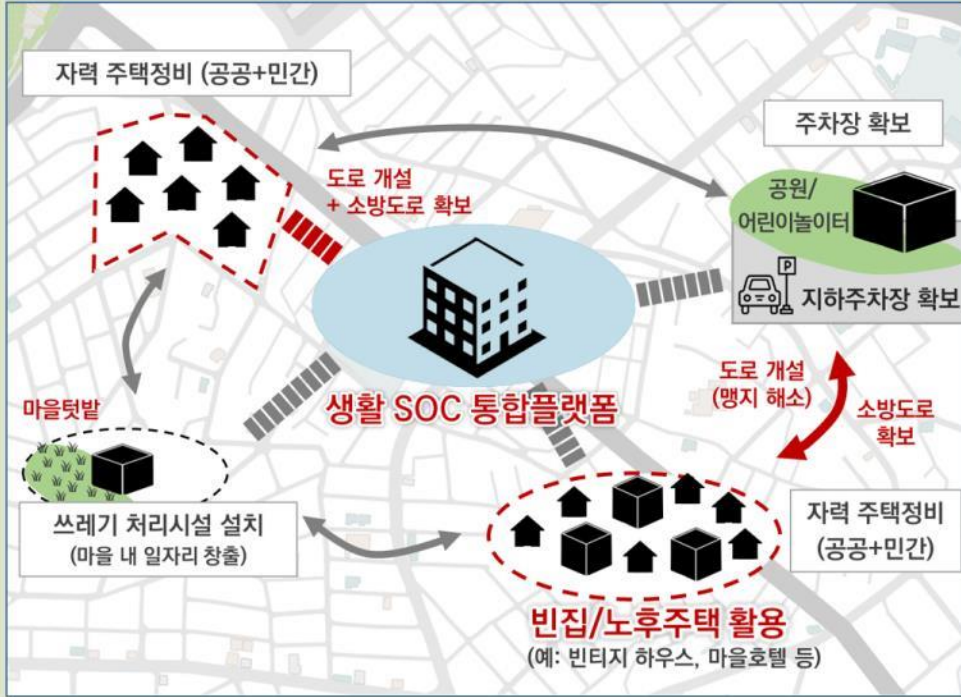 자력 주택정비 (공공+민간)
주차장 확보
도로 개설
+ 소방도로 확보
공원/
어린이놀이터
P
지하주차장 확보
생활 SOC 통합플랫폼
도로 개설
(맹지 해소)
소방도로
확보
마을텃밭
쓰레기 처리시설 설치
(마을 내 일자리 창출)
자력 주택정비
(공공+민간)
빈집/노후주택 활용
(예: 빈티지 하우스, 마을호텔 등)